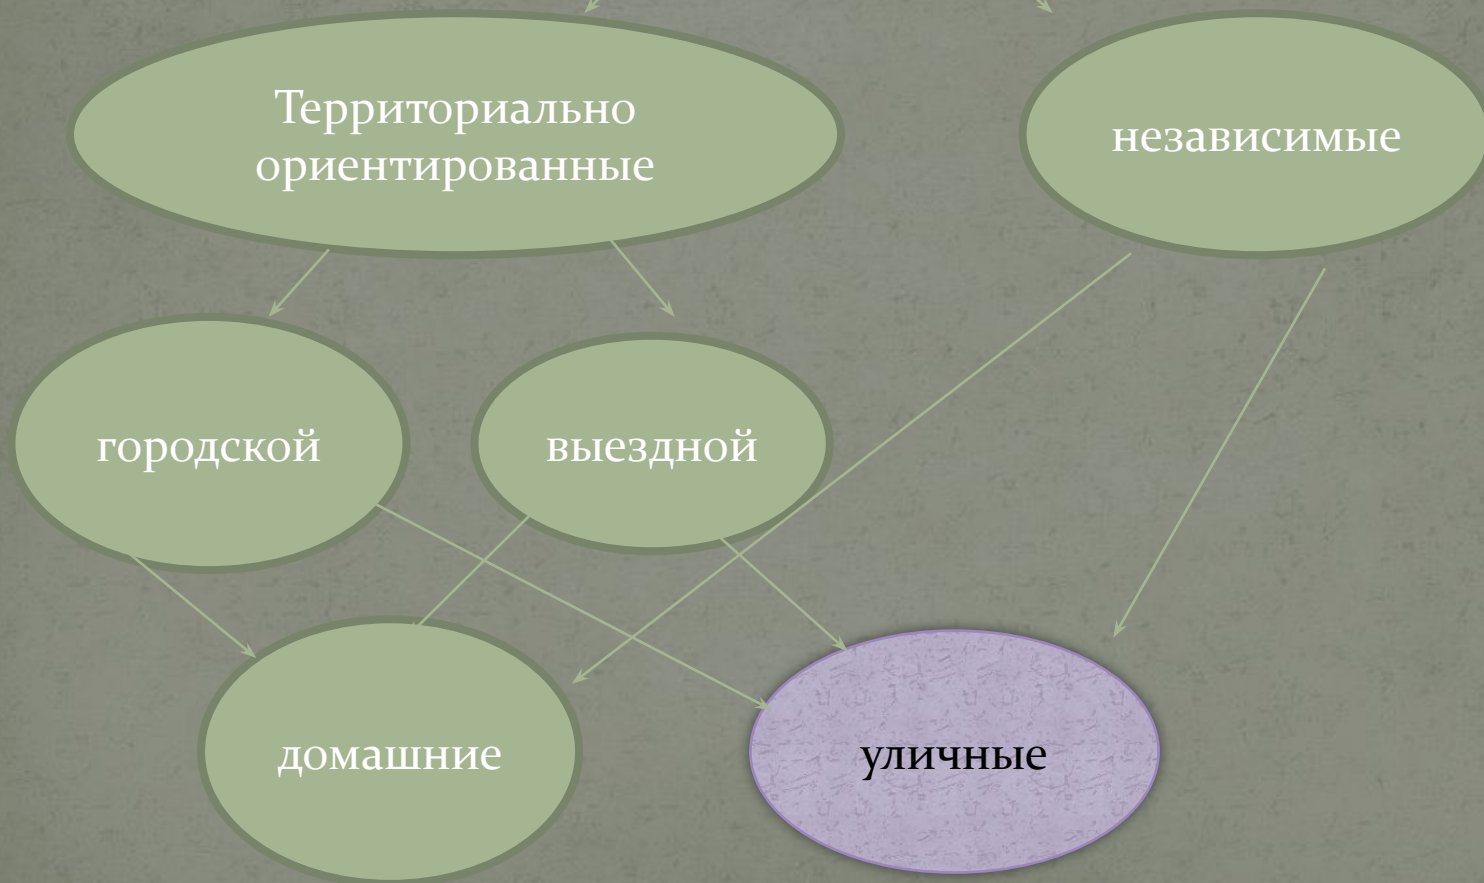 Территориально
ориентированные
независимые
городской
выездной
домашние
уличные